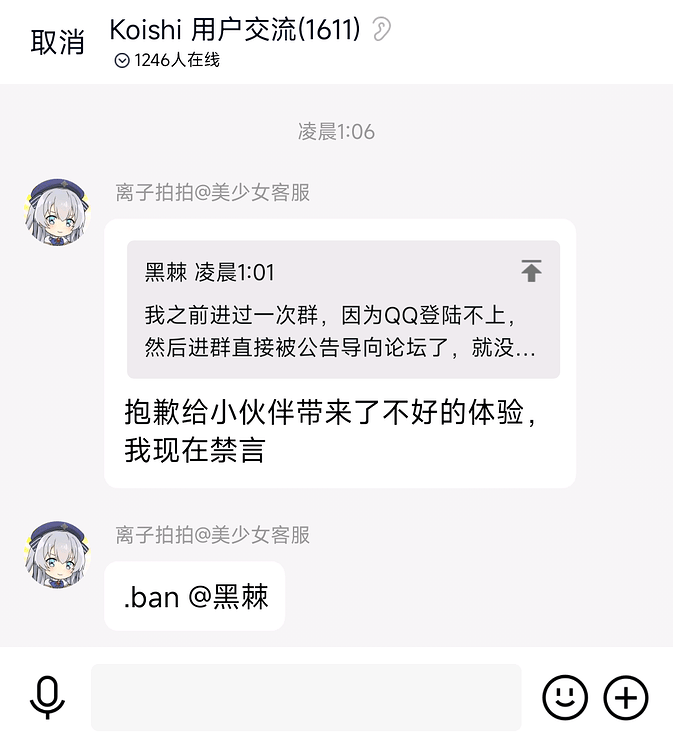 取消
Koishi 用户交流(1611)
1246人在线
凌晨1:06
离子拍拍@美少女客服
黑棘 凌晨1:01
我之前进过一次群，因为QQ登陆不上，
然后进群直接被公告导向论坛了，就没...
抱歉给小伙伴带来了不好的体验，
我现在禁言
离子拍拍@美少女客服
.ban @黑棘